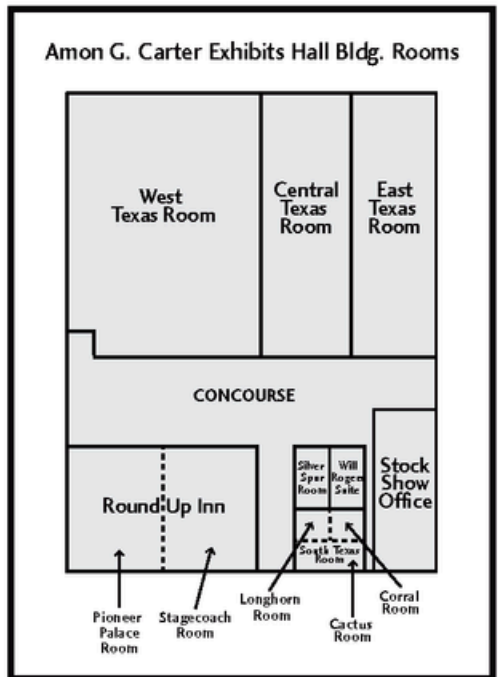 Amon G. Carter Exhibits Hall Bldg. Rooms
West
Texas Room
Central
Texas
Room
East
Texas
Room
CONCOURSE
Round Up Inn
Silver
Spur
Room
Will
Rogers
Suite
Stock
Show
Office
South Texas
Room
Pioneer
Palace
Room
Stagecoach
Room
Longhorn
Room
Cactus
Room
Corral
Room